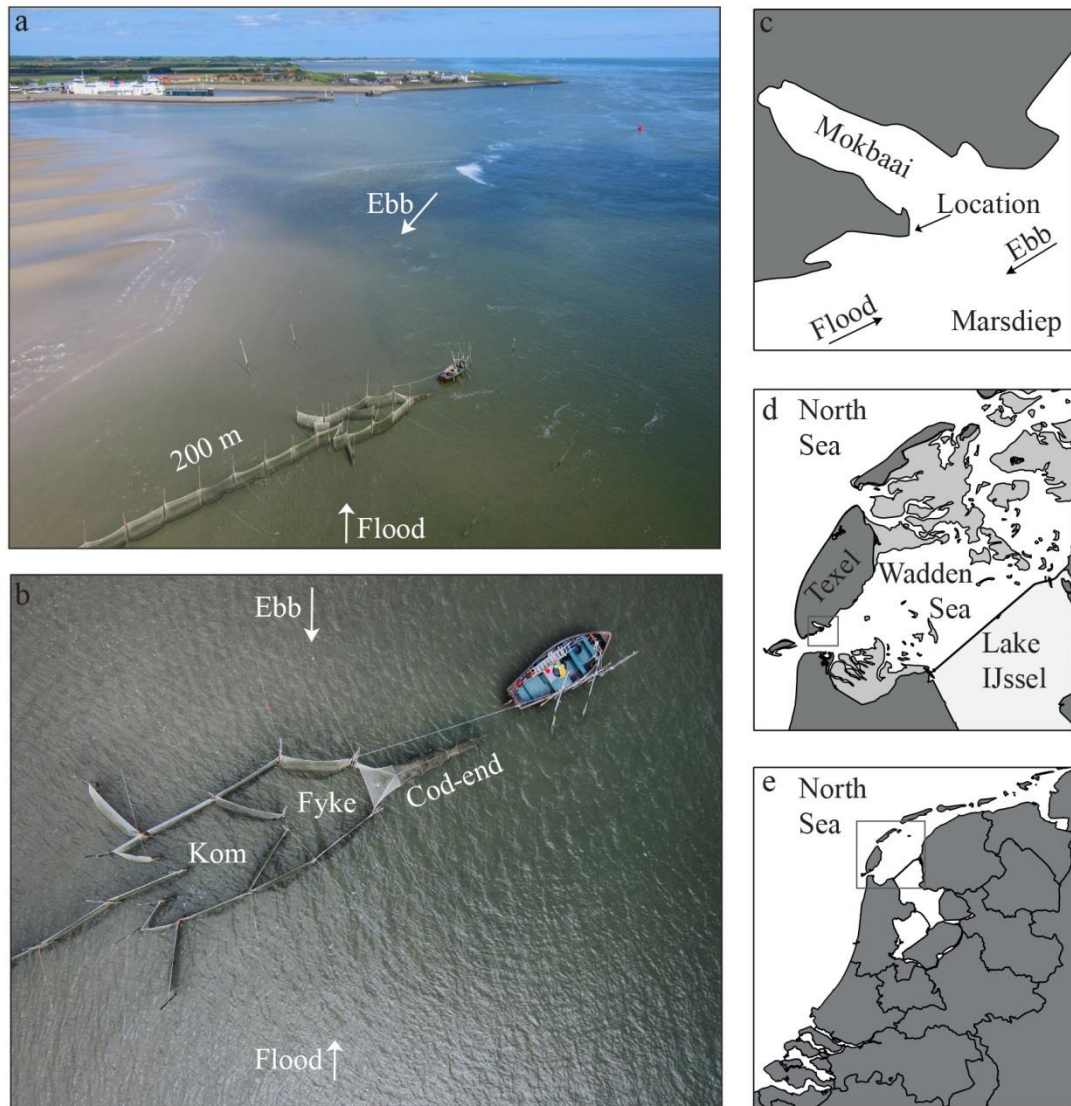 a
Ebb
200 m
Flood
b
Ebb
Fyke
Cod-end
Kom
Flood
c
Mokbaai
Location
Ebb
Flood
Marsdiep
d
North
Sea
Texel
Wadden
Sea
Lake
IJssel
e
North
Sea